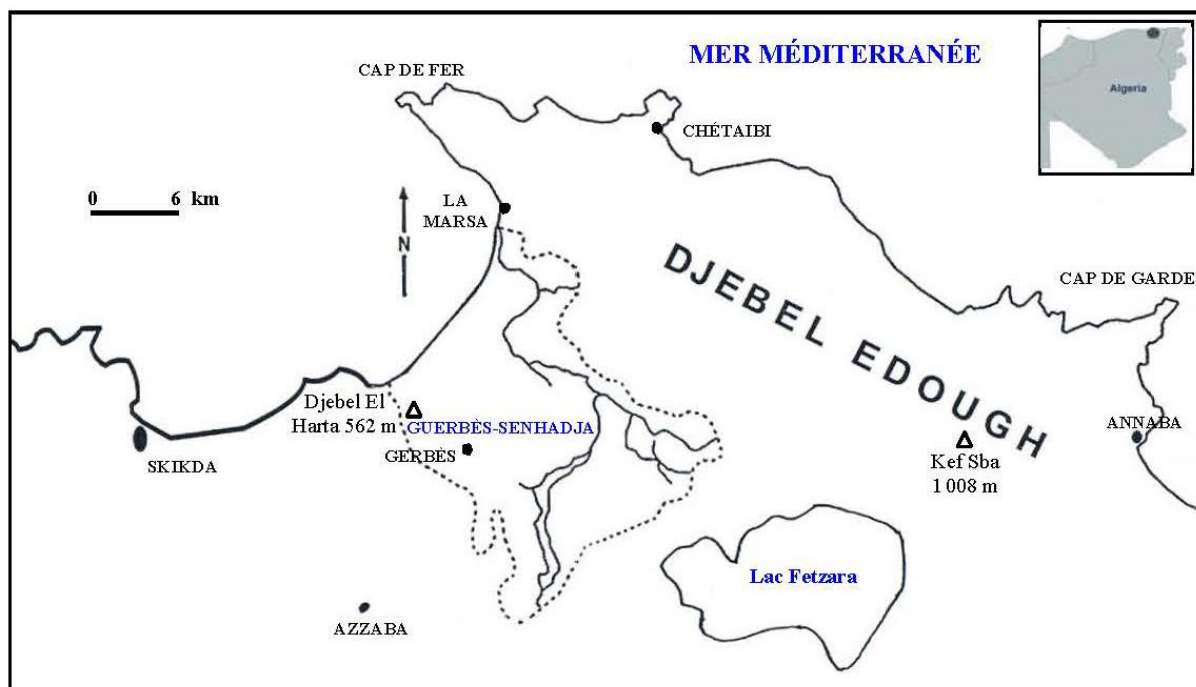 MER MÉDITERRANÉE
Algeria
CAP DE FER
CHÉTAIBI
0 6 km
LA
MARSA
N
DJEBEL EDOUGH
CAP DE GARDE
Djebel El
Harta 562 m
GUERBÈS-SENHADJA
GERBÈS
SKIKDA
ANNABA
Kef Sba
1 008 m
Lac Fetzara
AZZABA